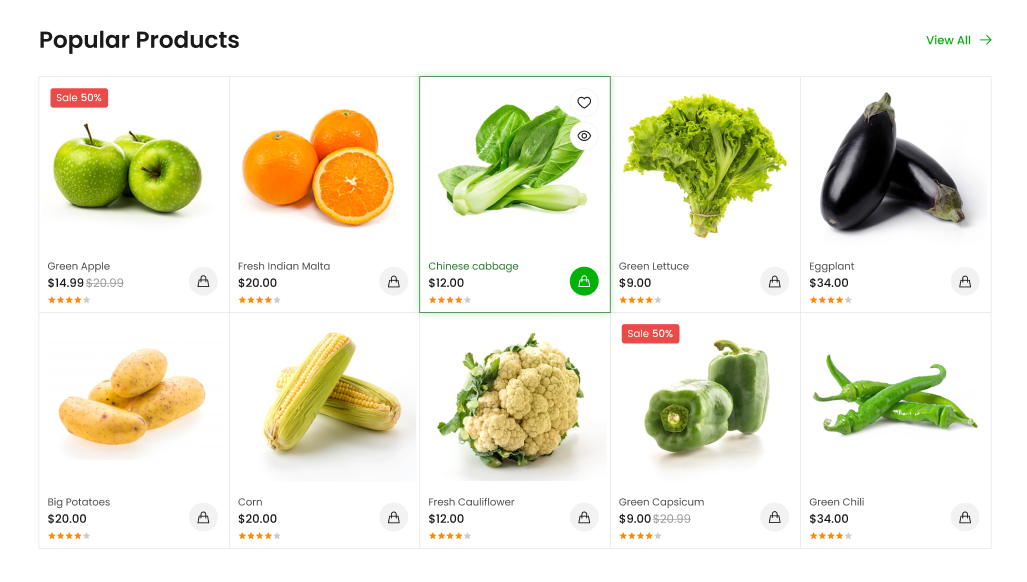 Popular Products
View All
Sale 50%
Green Apple
$14.99 $20.99
Fresh Indian Malta
$20.00
Chinese cabbage
$12.00
Green Lettuce
$9.00
Eggplant
$34.00
Big Potatoes
$20.00
Corn
$20.00
Fresh Cauliflower
$12.00
Sale 50%
Green Capsicum
$9.00 $20.99
Green Chili
$34.00